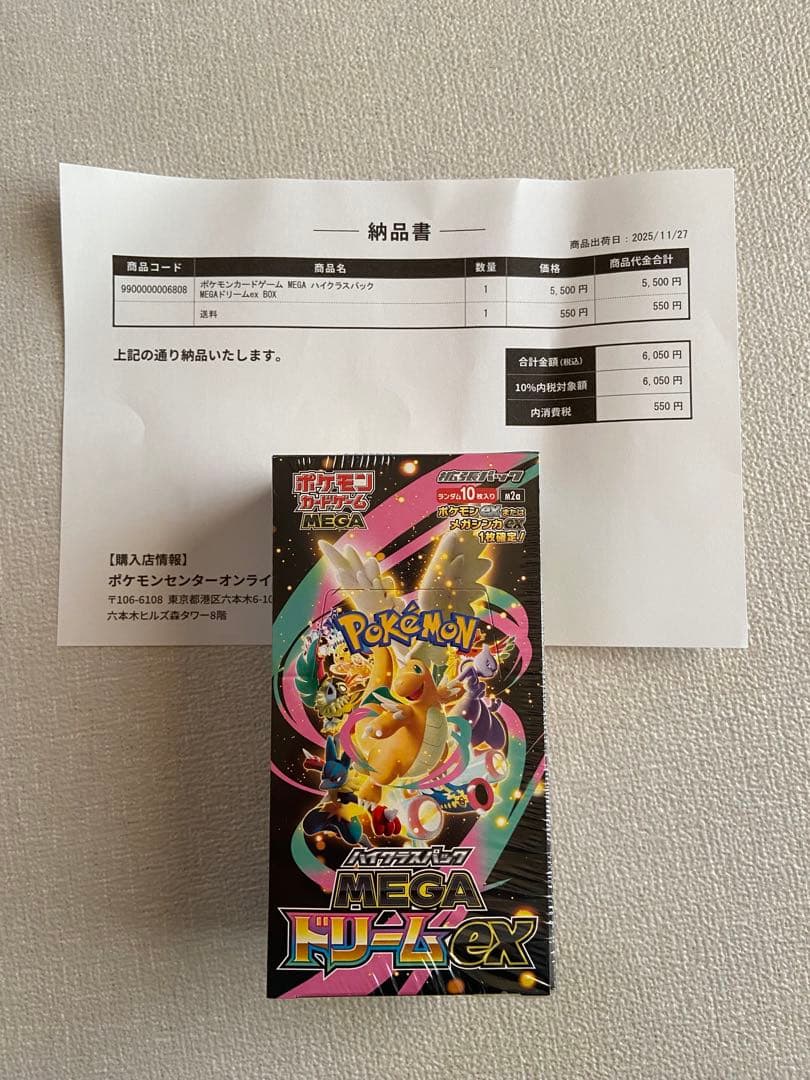 納品書
商品出荷日：2025/11/27
商品コード 商品名 数量 価格 商品代金合計
9900000006808 ポケモンカードゲーム MEGA ハイクラスパック MEGAドリームex BOX 1 5,500 円 5,500 円
送料 1 550 円 550 円
上記の通り納品いたします。
合計金額(税込) 6,050 円
10%内税対象額 6,050 円
内消費税 550 円
【購入店情報】
ポケモンセンターオンライ
〒106-6108 東京都港区六本木6-10
六本木ヒルズ森タワー8階
ポケモン
カードゲーム
MEGA
拡張パック
ランダム10枚入り m2a
ポケモンexまたは
メガシンカex
1枚確定!
POKéMON
ハイクラスパック
MEGA
ドリームex